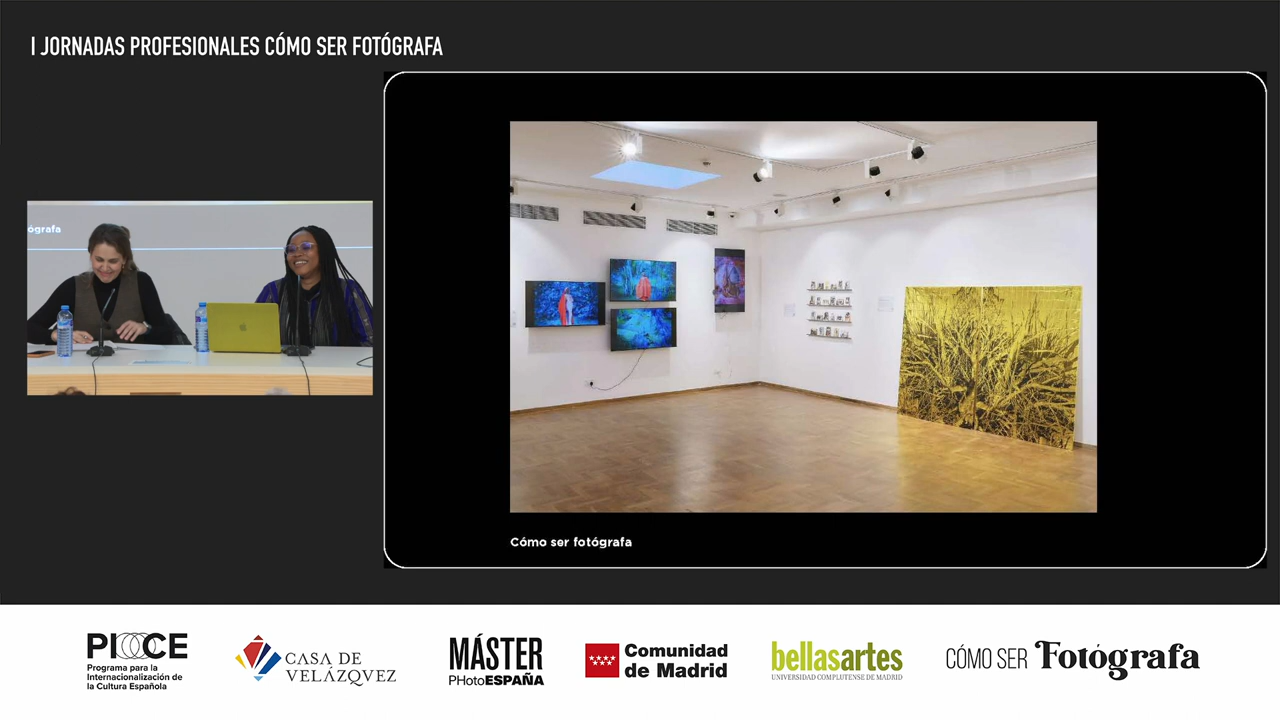 I JORNADAS PROFESIONALES CÓMO SER FOTÓGRAFA
ógrafa
Cómo ser fotógrafa
PICE
Programa para la
Internacionalización de
la Cultura Española
CASA DE
VELÁZQVEZ
MÁSTER
PHotoESPAÑA
Comunidad
de Madrid
bellasartes
UNIVERSIDAD COMPLUTENSE DE MADRID
CÓMO SER Fotógrafa